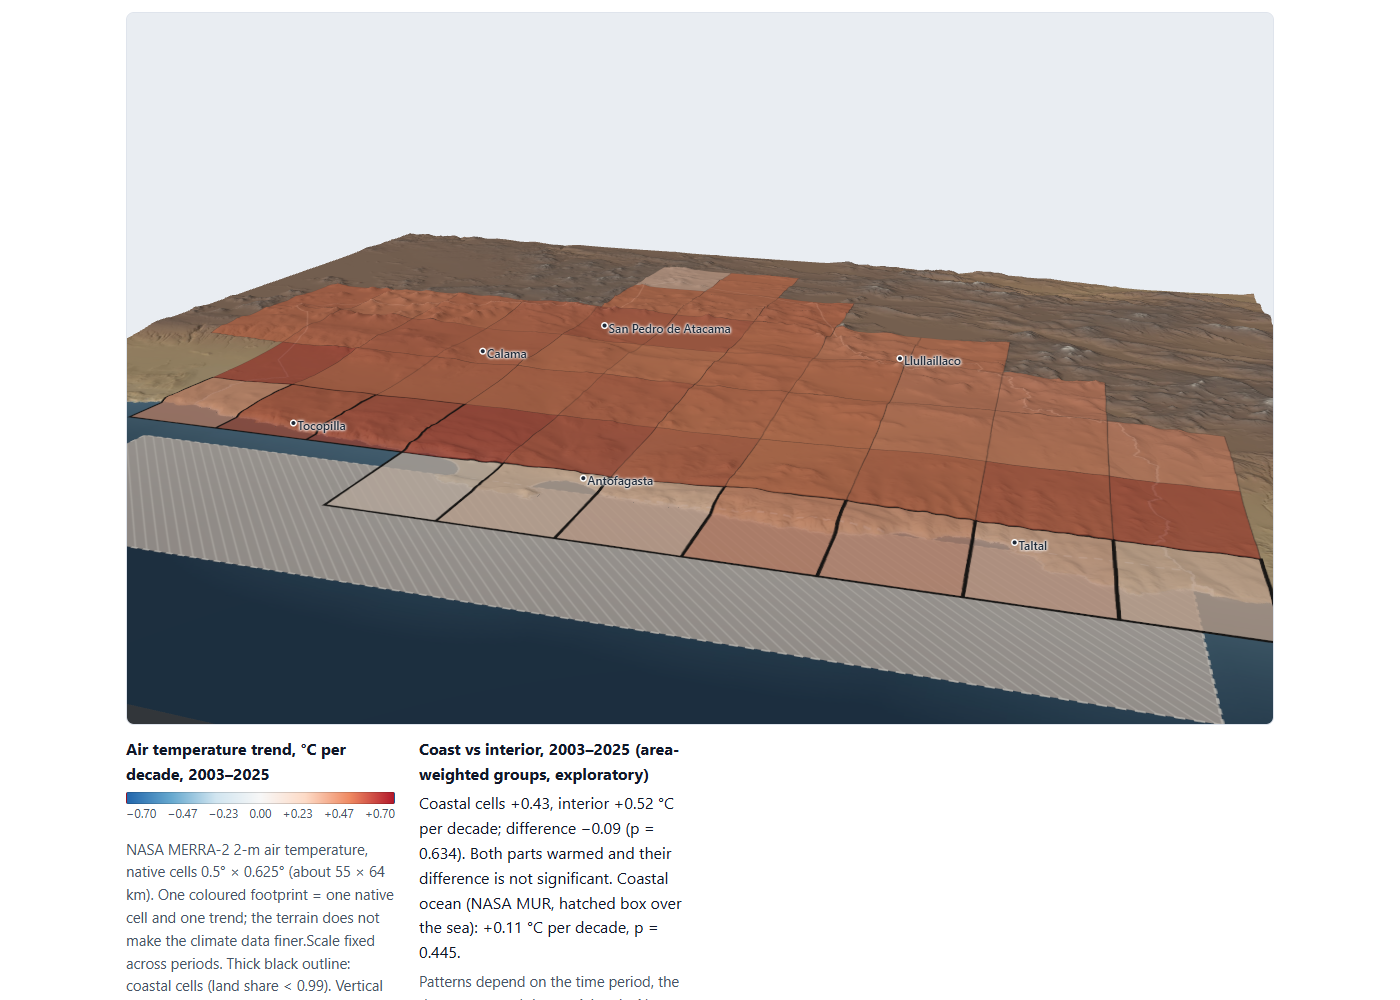 San Pedro de Atacama
Calama
Llullaillaco
Tocopilla
Antofagasta
Taltal
Air temperature trend, °C per
decade, 2003–2025
−0.70 −0.47 −0.23 0.00 +0.23 +0.47 +0.70
NASA MERRA-2 2-m air temperature,
native cells 0.5° × 0.625° (about 55 × 64
km). One coloured footprint = one native
cell and one trend; the terrain does not
make the climate data finer.Scale fixed
across periods. Thick black outline:
coastal cells (land share < 0.99). Vertical
Coast vs interior, 2003–2025 (area-
weighted groups, exploratory)
Coastal cells +0.43, interior +0.52 °C
per decade; difference −0.09 (p =
0.634). Both parts warmed and their
difference is not significant. Coastal
ocean (NASA MUR, hatched box over
the sea): +0.11 °C per decade, p =
0.445.
Patterns depend on the time period, the